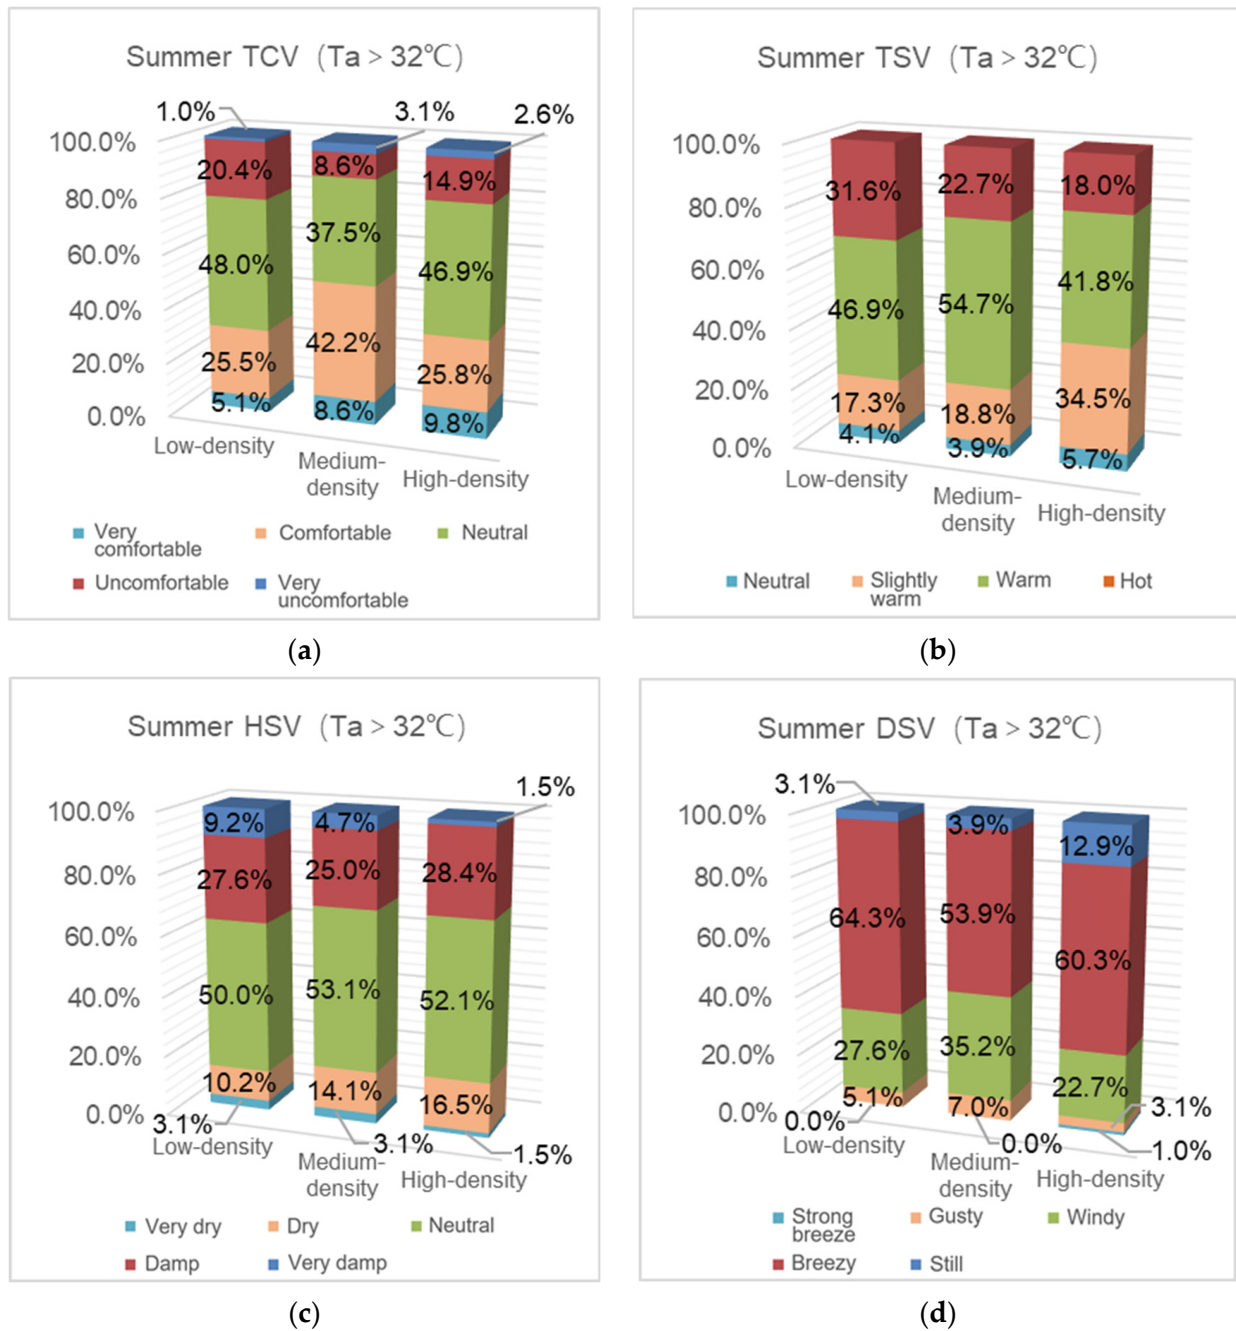 Summer TCV (Ta > 32℃)
1.0%
3.1%
2.6%
100.0%
80.0%
60.0%
40.0%
20.0%
0.0%
20.4%
8.6%
14.9%
48.0%
37.5%
46.9%
25.5%
42.2%
25.8%
5.1%
8.6%
9.8%
Low-density
Medium-
density
High-density
Very
comfortable
Comfortable
Neutral
Uncomfortable
Very
uncomfortable
(a)
Summer TSV (Ta > 32℃)
100.0%
80.0%
60.0%
40.0%
20.0%
0.0%
31.6%
22.7%
18.0%
46.9%
54.7%
41.8%
17.3%
18.8%
34.5%
4.1%
3.9%
5.7%
Low-density
Medium-
density
High-density
Neutral
Slightly
warm
Warm
Hot
(b)
Summer HSV (Ta > 32℃)
1.5%
100.0%
80.0%
60.0%
40.0%
20.0%
0.0%
9.2%
4.7%
27.6%
25.0%
28.4%
50.0%
53.1%
52.1%
10.2%
14.1%
16.5%
3.1%
3.1%
1.5%
Low-density
Medium-
density
High-density
Very dry
Dry
Neutral
Damp
Very damp
(c)
Summer DSV (Ta > 32℃)
3.1%
100.0%
80.0%
60.0%
40.0%
20.0%
0.0%
3.9%
12.9%
64.3%
53.9%
60.3%
27.6%
35.2%
22.7%
5.1%
7.0%
3.1%
0.0%
0.0%
1.0%
Low-density
Medium-
density
High-density
Strong
breeze
Gusty
Windy
Breezy
Still
(d)